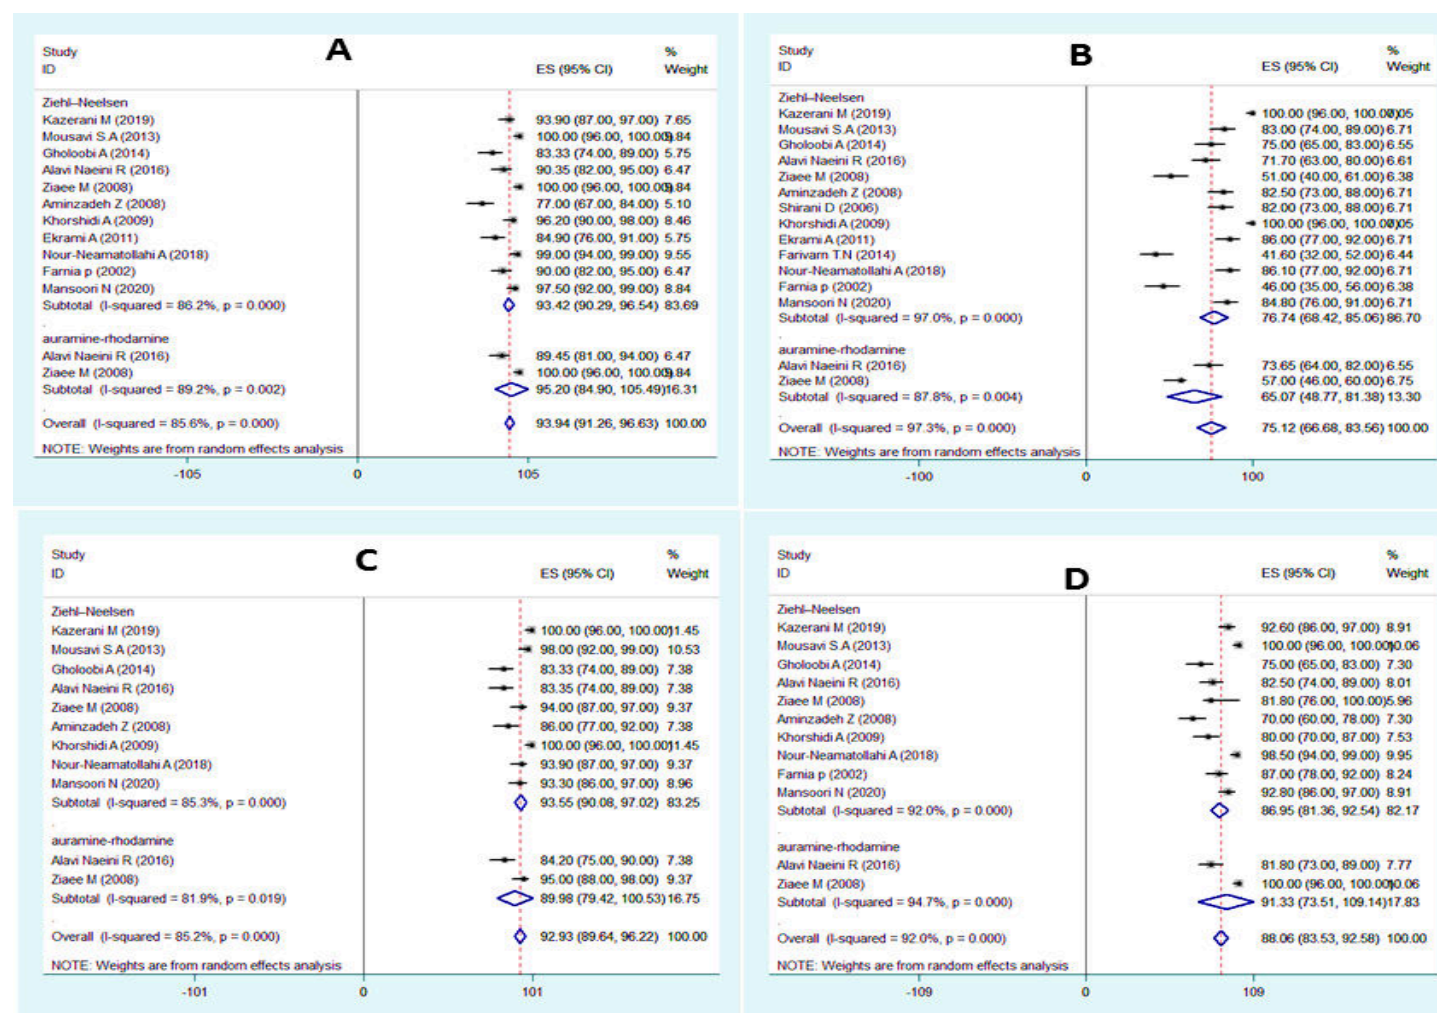 A
Study
%
ID ES (95% CI) Weight
Ziehl–Neelsen
Kazerani M (2019) 93.90 (87.00, 97.00) 7.65
Mousavi S.A (2013) 100.00 (96.00, 100.00)9.84
Gholoobi A (2014) 83.33 (74.00, 89.00) 5.75
Alavi Naeini R (2016) 90.35 (82.00, 95.00) 6.47
Ziaee M (2008) 100.00 (96.00, 100.00)9.84
Aminzadeh Z (2008) 77.00 (67.00, 84.00) 5.10
Khorshidi A (2009) 96.20 (90.00, 98.00) 8.46
Ekrami A (2011) 84.90 (76.00, 91.00) 5.75
Nour-Neamatollahi A (2018) 99.00 (94.00, 99.00) 9.55
Farnia p (2002) 90.00 (82.00, 95.00) 6.47
Mansoori N (2020) 97.50 (92.00, 99.00) 8.84
Subtotal (I-squared = 86.2%, p = 0.000) 93.42 (90.29, 96.54) 83.69
.
auramine-rhodamine
Alavi Naeini R (2016) 89.45 (81.00, 94.00) 6.47
Ziaee M (2008) 100.00 (96.00, 100.00)9.84
Subtotal (I-squared = 89.2%, p = 0.002) 95.20 (84.90, 105.49)16.31
.
Overall (I-squared = 85.6%, p = 0.000) 93.94 (91.26, 96.63) 100.00
NOTE: Weights are from random effects analysis
-105 0 105
B
Study
%
ID ES (95% CI) Weight
Ziehl–Neelsen
Kazerani M (2019) 100.00 (96.00, 100.00)7.05
Mousavi S.A (2013) 83.00 (74.00, 89.00) 6.71
Gholoobi A (2014) 75.00 (65.00, 83.00) 6.55
Alavi Naeini R (2016) 71.70 (63.00, 80.00) 6.61
Ziaee M (2008) 51.00 (40.00, 61.00) 6.38
Aminzadeh Z (2008) 82.50 (73.00, 88.00) 6.71
Shirani D (2006) 82.00 (73.00, 88.00) 6.71
Khorshidi A (2009) 100.00 (96.00, 100.00)7.05
Ekrami A (2011) 86.00 (77.00, 92.00) 6.71
Farivarn T.N (2014) 41.60 (32.00, 52.00) 6.44
Nour-Neamatollahi A (2018) 86.10 (77.00, 92.00) 6.71
Farnia p (2002) 46.00 (35.00, 56.00) 6.38
Mansoori N (2020) 84.80 (76.00, 91.00) 6.71
Subtotal (I-squared = 97.0%, p = 0.000) 76.74 (68.42, 85.06) 86.70
.
auramine-rhodamine
Alavi Naeini R (2016) 73.65 (64.00, 82.00) 6.55
Ziaee M (2008) 57.00 (46.00, 60.00) 6.75
Subtotal (I-squared = 87.8%, p = 0.004) 65.07 (48.77, 81.38) 13.30
.
Overall (I-squared = 97.3%, p = 0.000) 75.12 (66.68, 83.56) 100.00
NOTE: Weights are from random effects analysis
-100 0 100
C
Study
%
ID ES (95% CI) Weight
Ziehl–Neelsen
Kazerani M (2019) 100.00 (96.00, 100.00)11.45
Mousavi S.A (2013) 98.00 (92.00, 99.00) 10.53
Gholoobi A (2014) 83.33 (74.00, 89.00) 7.38
Alavi Naeini R (2016) 83.35 (74.00, 89.00) 7.38
Ziaee M (2008) 94.00 (87.00, 97.00) 9.37
Aminzadeh Z (2008) 86.00 (77.00, 92.00) 7.38
Khorshidi A (2009) 100.00 (96.00, 100.00)11.45
Nour-Neamatollahi A (2018) 93.90 (87.00, 97.00) 9.37
Mansoori N (2020) 93.30 (86.00, 97.00) 8.96
Subtotal (I-squared = 85.3%, p = 0.000) 93.55 (90.08, 97.02) 83.25
.
auramine-rhodamine
Alavi Naeini R (2016) 84.20 (75.00, 90.00) 7.38
Ziaee M (2008) 95.00 (88.00, 98.00) 9.37
Subtotal (I-squared = 81.9%, p = 0.019) 89.98 (79.42, 100.53)16.75
.
Overall (I-squared = 85.2%, p = 0.000) 92.93 (89.64, 96.22) 100.00
NOTE: Weights are from random effects analysis
-101 0 101
D
Study
%
ID ES (95% CI) Weight
Ziehl–Neelsen
Kazerani M (2019) 92.60 (86.00, 97.00) 8.91
Mousavi S.A (2013) 100.00 (96.00, 100.00)10.06
Gholoobi A (2014) 75.00 (65.00, 83.00) 7.30
Alavi Naeini R (2016) 82.50 (74.00, 89.00) 8.01
Ziaee M (2008) 81.80 (76.00, 100.00)5.96
Aminzadeh Z (2008) 70.00 (60.00, 78.00) 7.30
Khorshidi A (2009) 80.00 (70.00, 87.00) 7.53
Nour-Neamatollahi A (2018) 98.50 (94.00, 99.00) 9.95
Farnia p (2002) 87.00 (78.00, 92.00) 8.24
Mansoori N (2020) 92.80 (86.00, 97.00) 8.91
Subtotal (I-squared = 92.0%, p = 0.000) 86.95 (81.36, 92.54) 82.17
.
auramine-rhodamine
Alavi Naeini R (2016) 81.80 (73.00, 89.00) 7.77
Ziaee M (2008) 100.00 (96.00, 100.00)10.06
Subtotal (I-squared = 94.7%, p = 0.000) 91.33 (73.51, 109.14)17.83
.
Overall (I-squared = 92.0%, p = 0.000) 88.06 (83.53, 92.58) 100.00
NOTE: Weights are from random effects analysis
-109 0 109